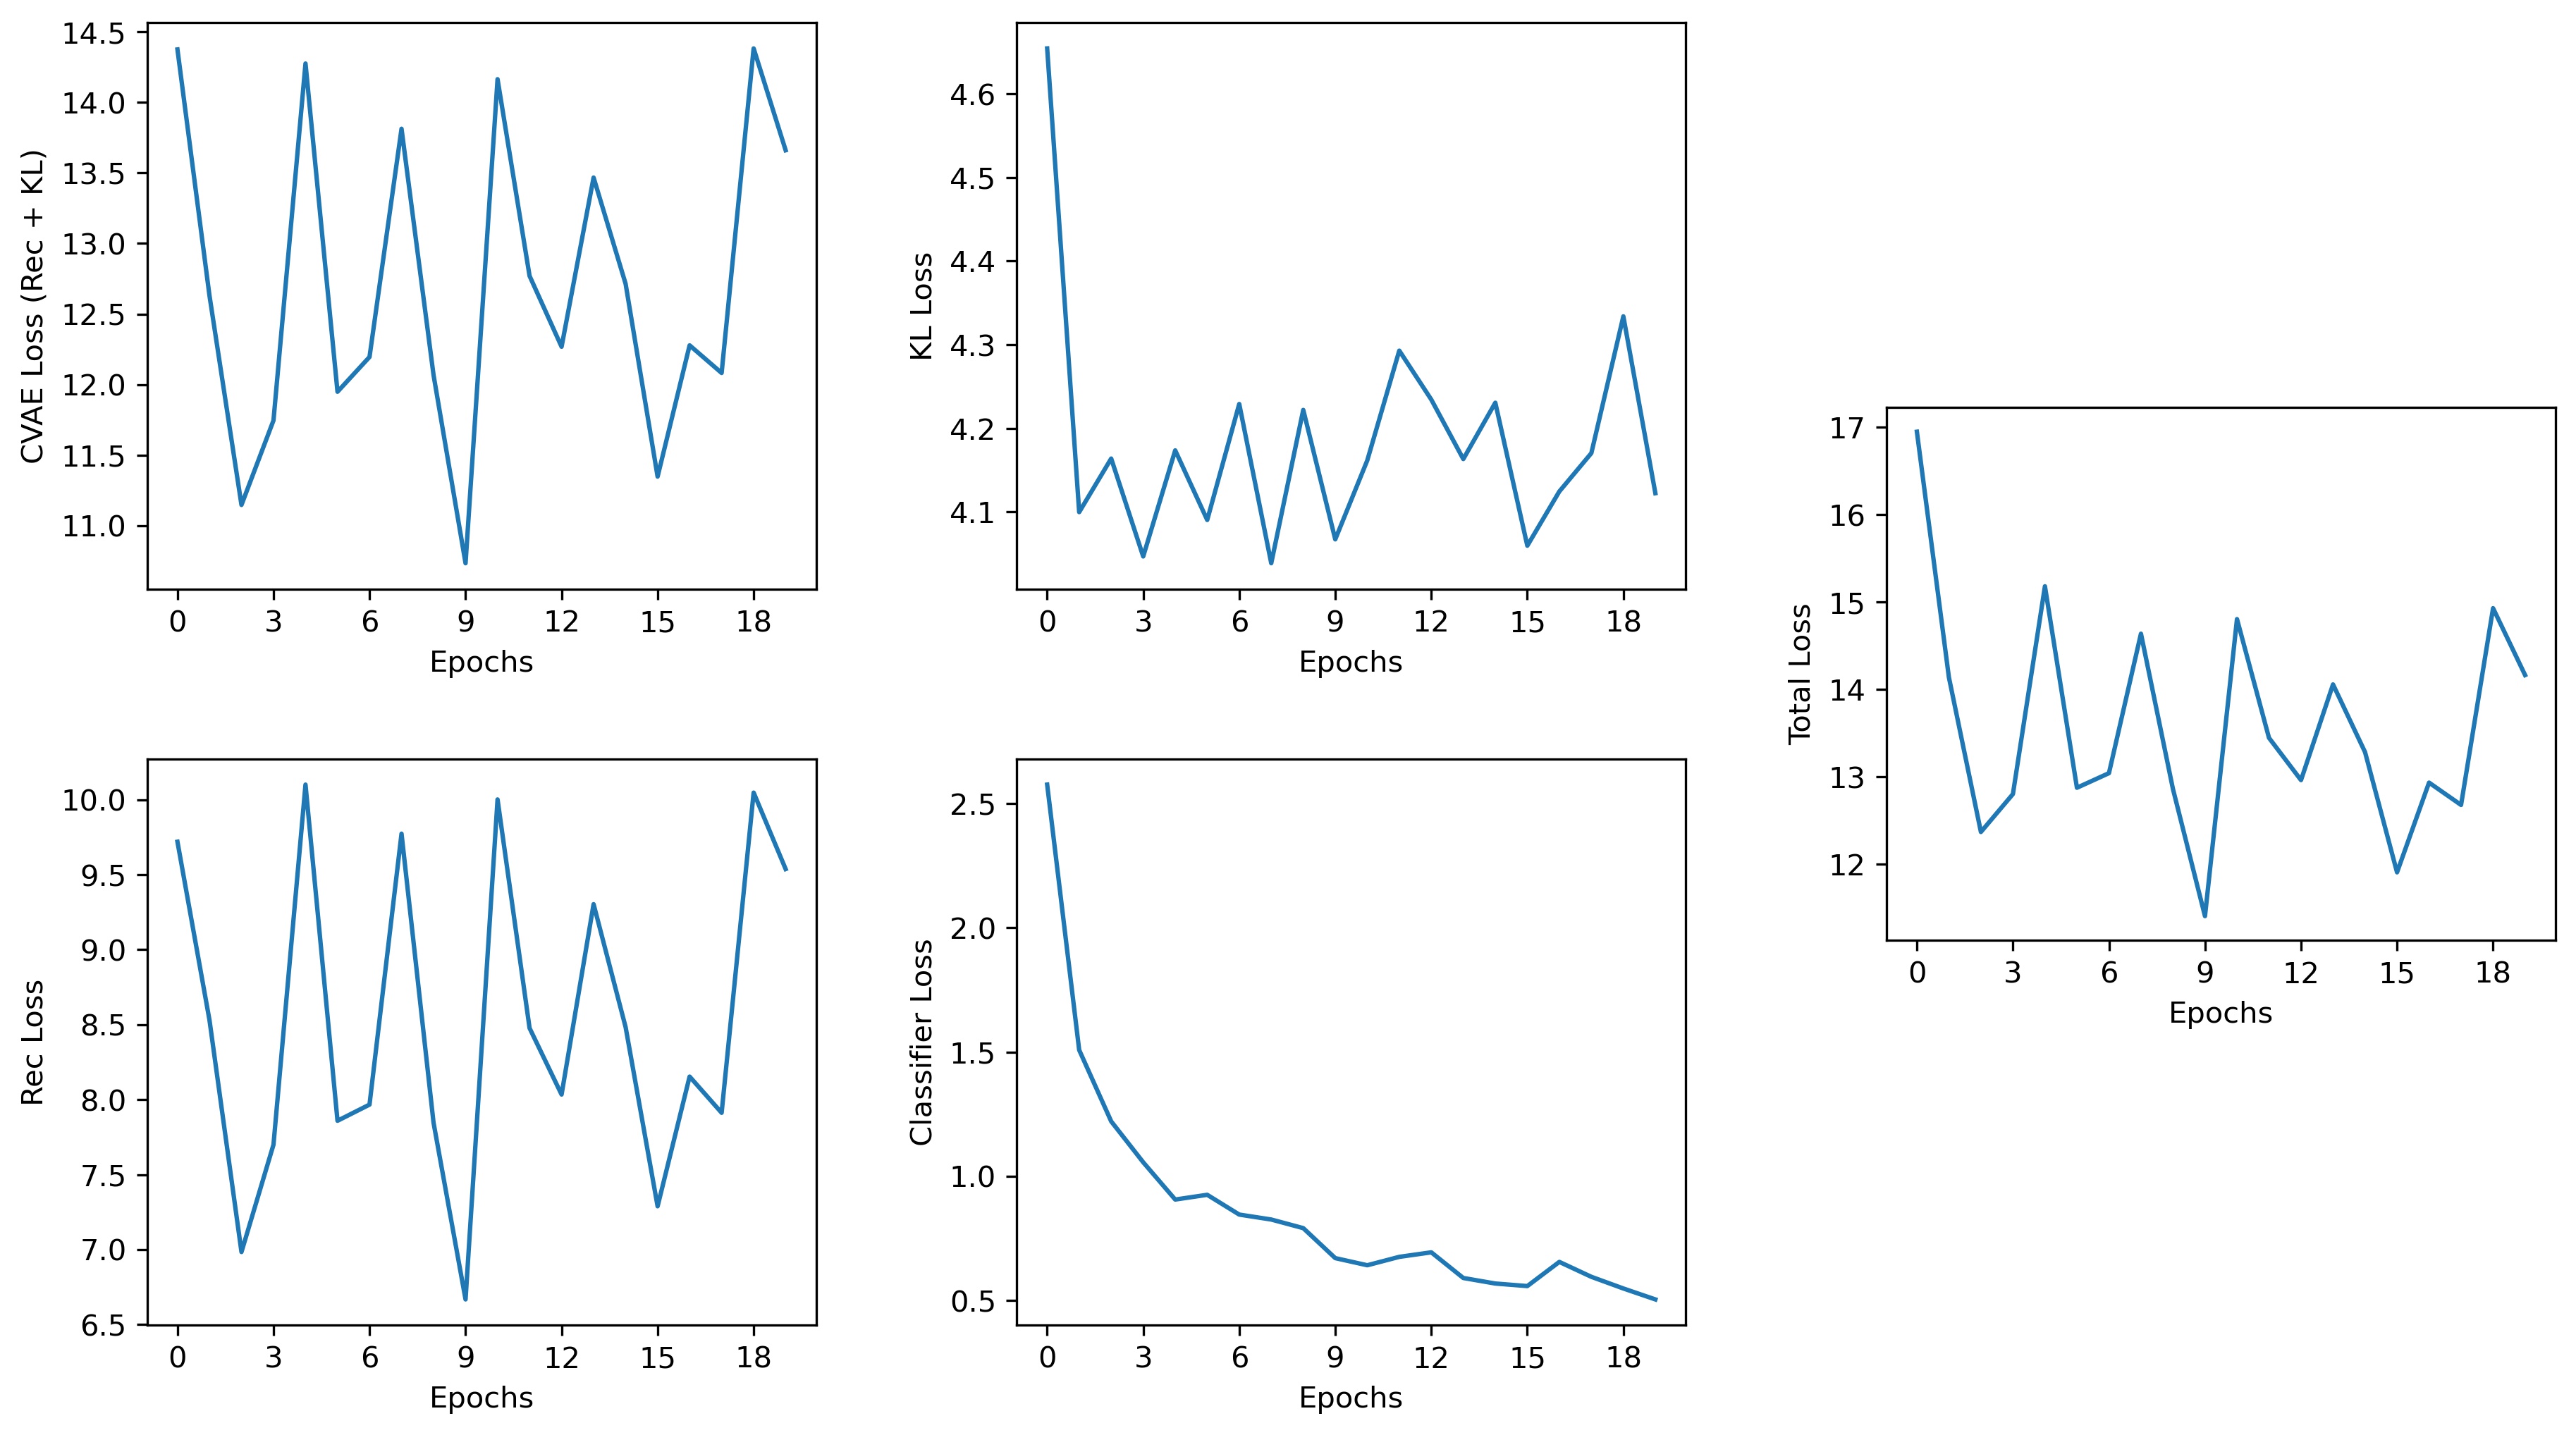 CVAE Loss (Rec + KL)
14.5
14.0
13.5
13.0
12.5
12.0
11.5
11.0
0 3 6 9 12 15 18
Epochs
KL Loss
4.6
4.5
4.4
4.3
4.2
4.1
0 3 6 9 12 15 18
Epochs
Rec Loss
10.0
9.5
9.0
8.5
8.0
7.5
7.0
6.5
0 3 6 9 12 15 18
Epochs
Classifier Loss
2.5
2.0
1.5
1.0
0.5
0 3 6 9 12 15 18
Epochs
Total Loss
17
16
15
14
13
12
0 3 6 9 12 15 18
Epochs